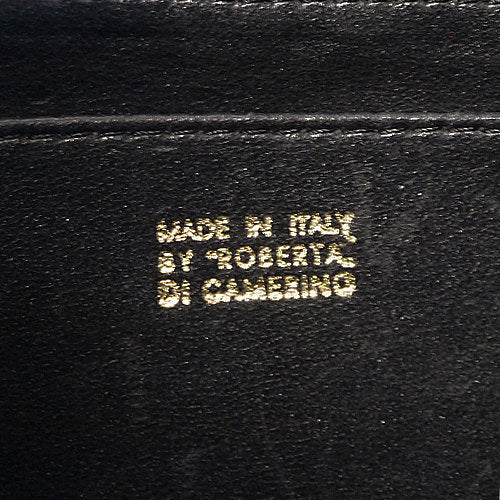 MADE IN ITALY
BY "ROBERTA
DI CAMERINO